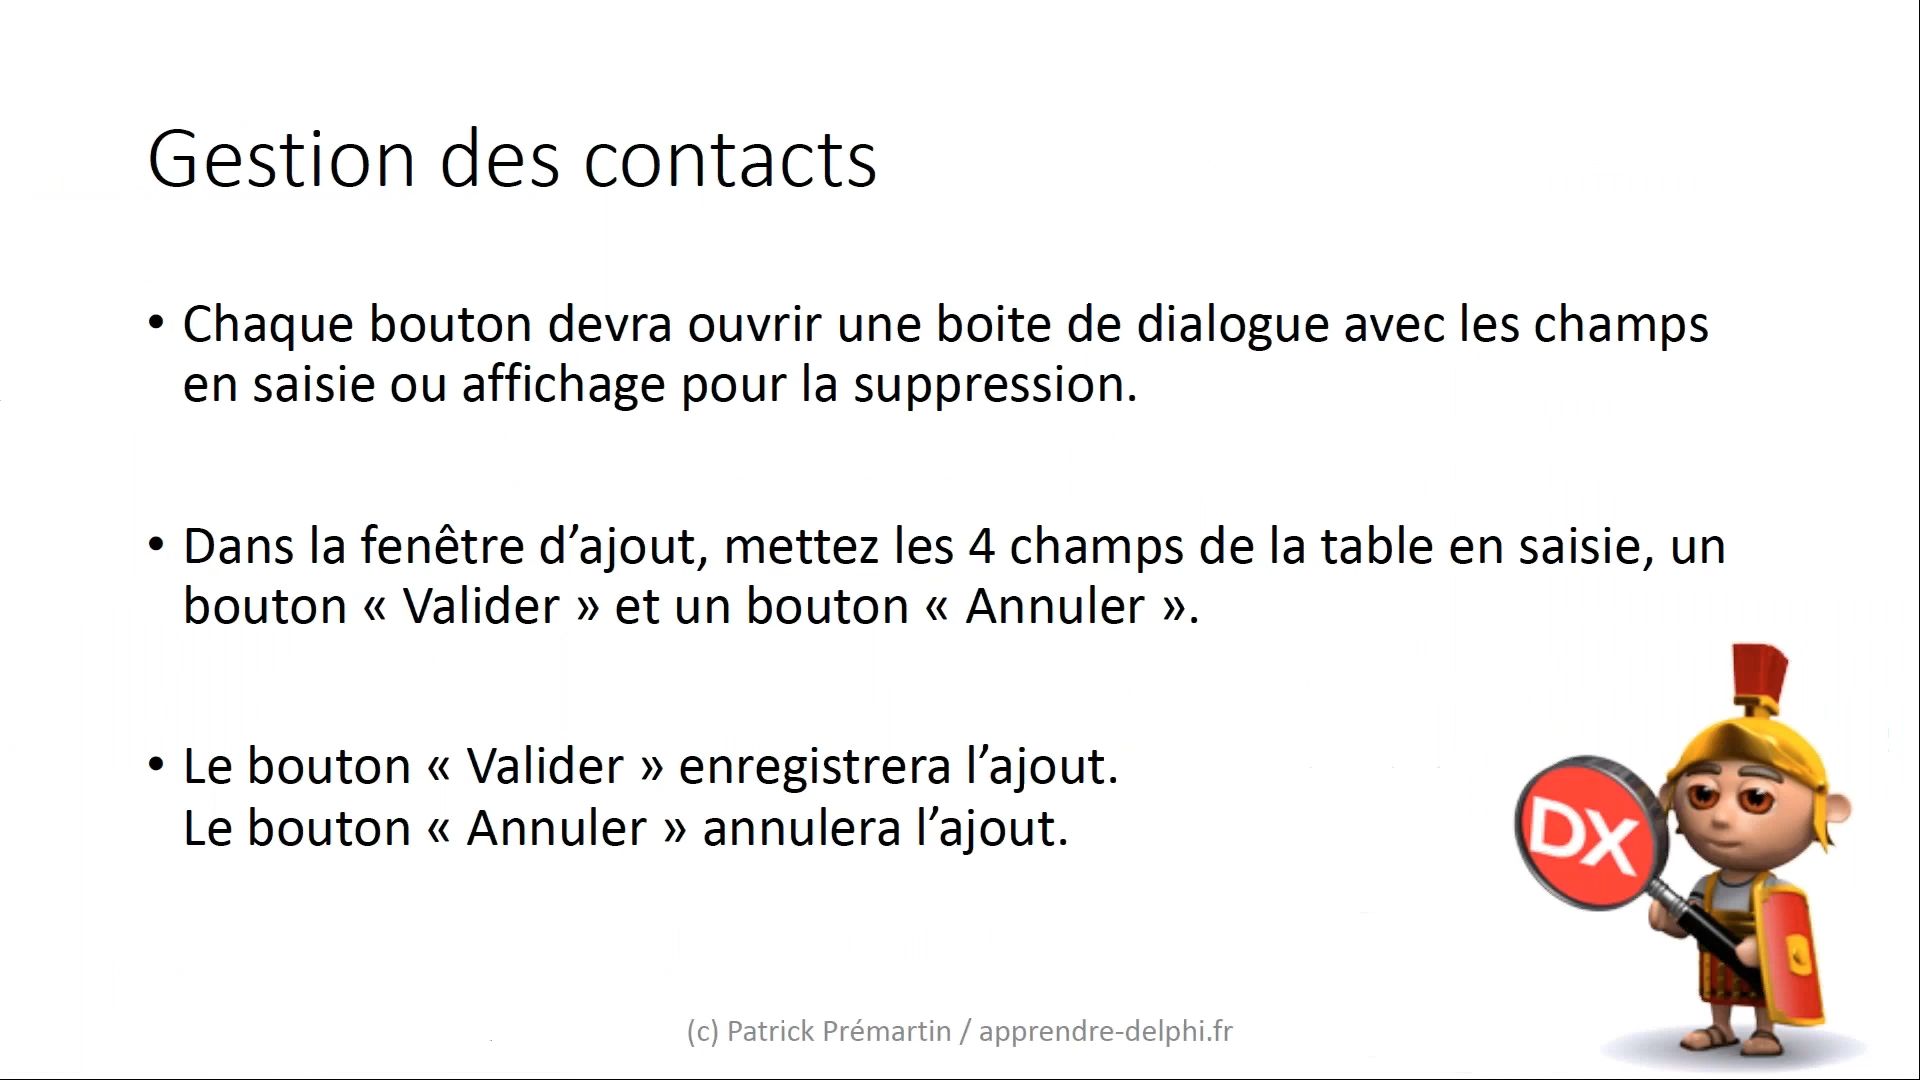 Gestion des contacts
• Chaque bouton devra ouvrir une boite de dialogue avec les champs
en saisie ou affichage pour la suppression.
• Dans la fenêtre d’ajout, mettez les 4 champs de la table en saisie, un
bouton « Valider » et un bouton « Annuler ».
• Le bouton « Valider » enregistrera l’ajout.
Le bouton « Annuler » annulera l’ajout.
DX
(c) Patrick Prémartin / apprendre-delphi.fr